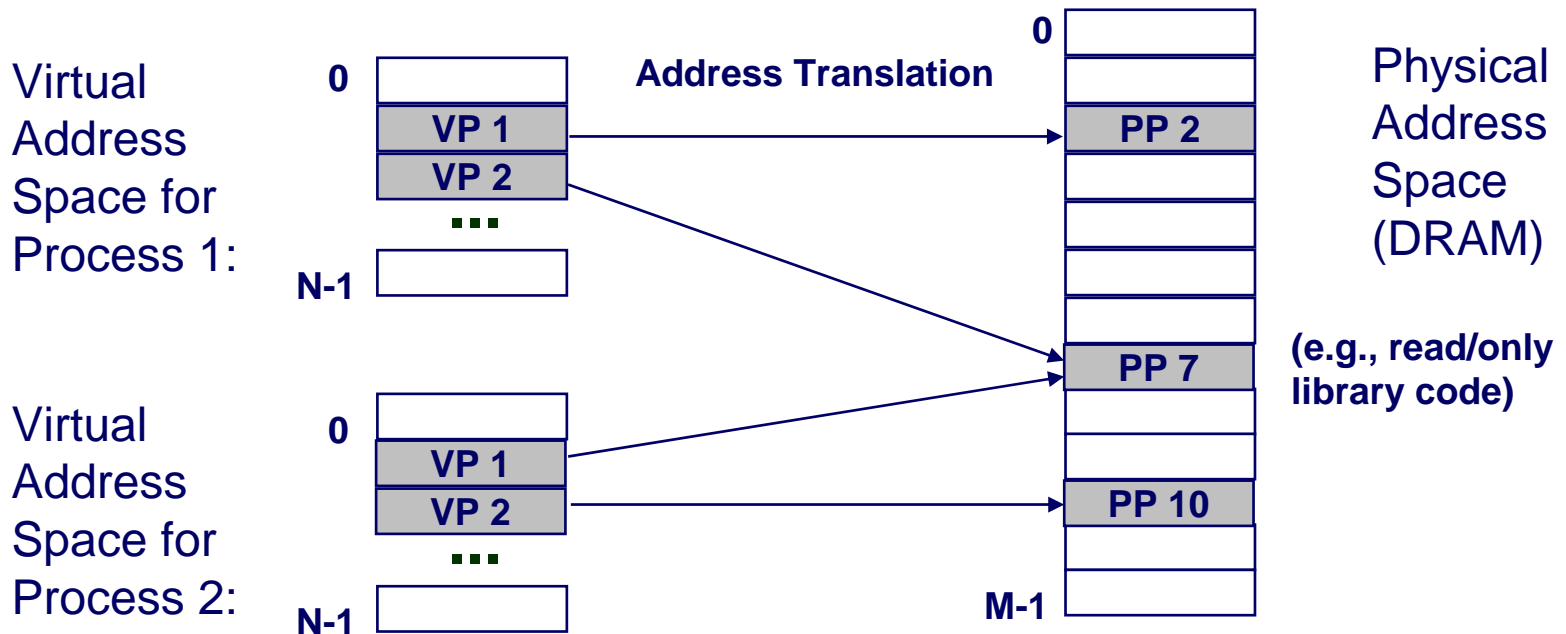 Virtual
Address
Space for
Process 1:
0
VP 1
VP 2
...
N-1
Address Translation
0
PP 2
PP 7
PP 10
M-1
Physical
Address
Space
(DRAM)
(e.g., read/only
library code)
Virtual
Address
Space for
Process 2:
0
VP 1
VP 2
...
N-1